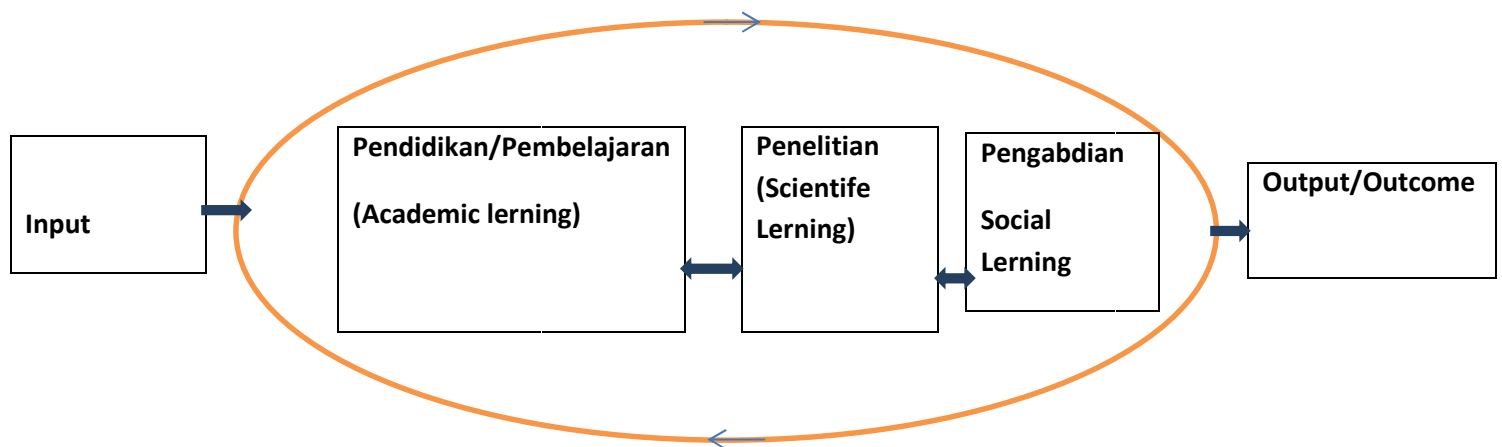 Input
Pendidikan/Pembelajaran
(Academic lerning)
Penelitian
(Scientife
Lerning)
Pengabdian
Social
Lerning
Output/Outcome